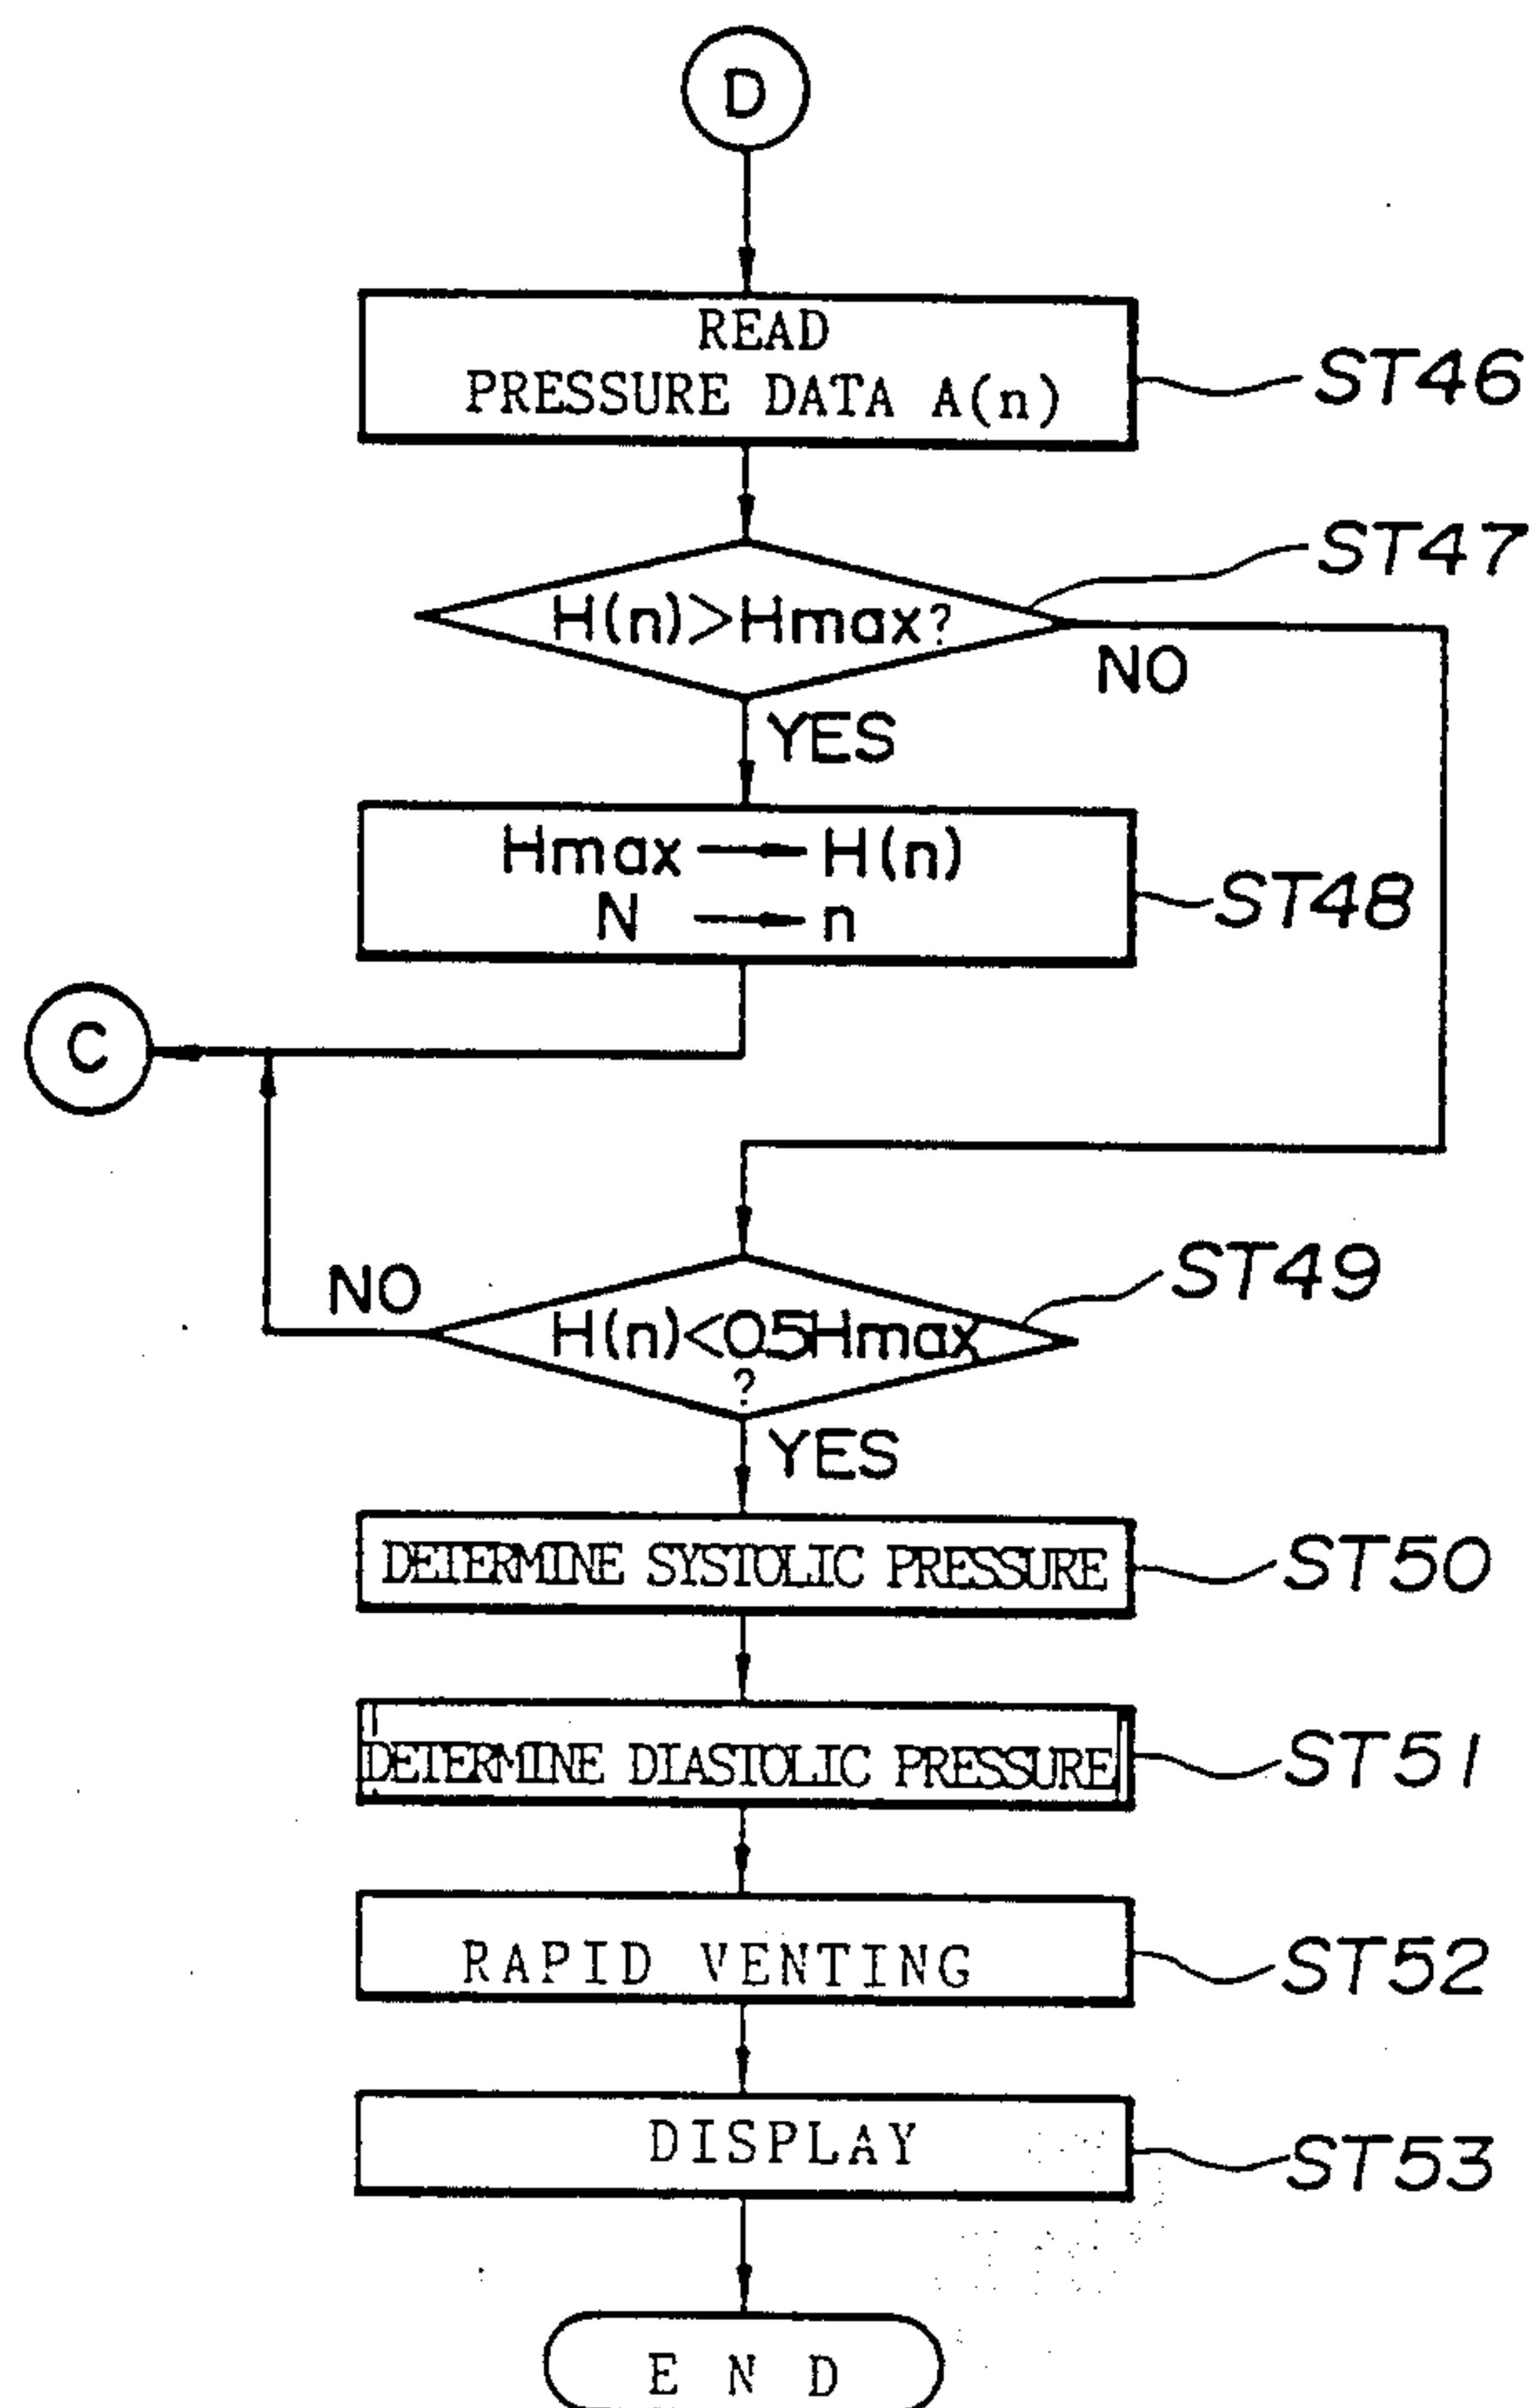 D
READ
PRESSURE DATA A(n)
ST46
H(n)>Hmax?
ST47
NO
YES
Hmax → H(n)
N → n
ST48
C
NO
H(n)<0.5Hmax
?
ST49
YES
DETERMINE SYSTOLIC PRESSURE
ST50
DETERMINE DIASTOLIC PRESSURE
ST51
RAPID VENTING
ST52
DISPLAY
ST53
END